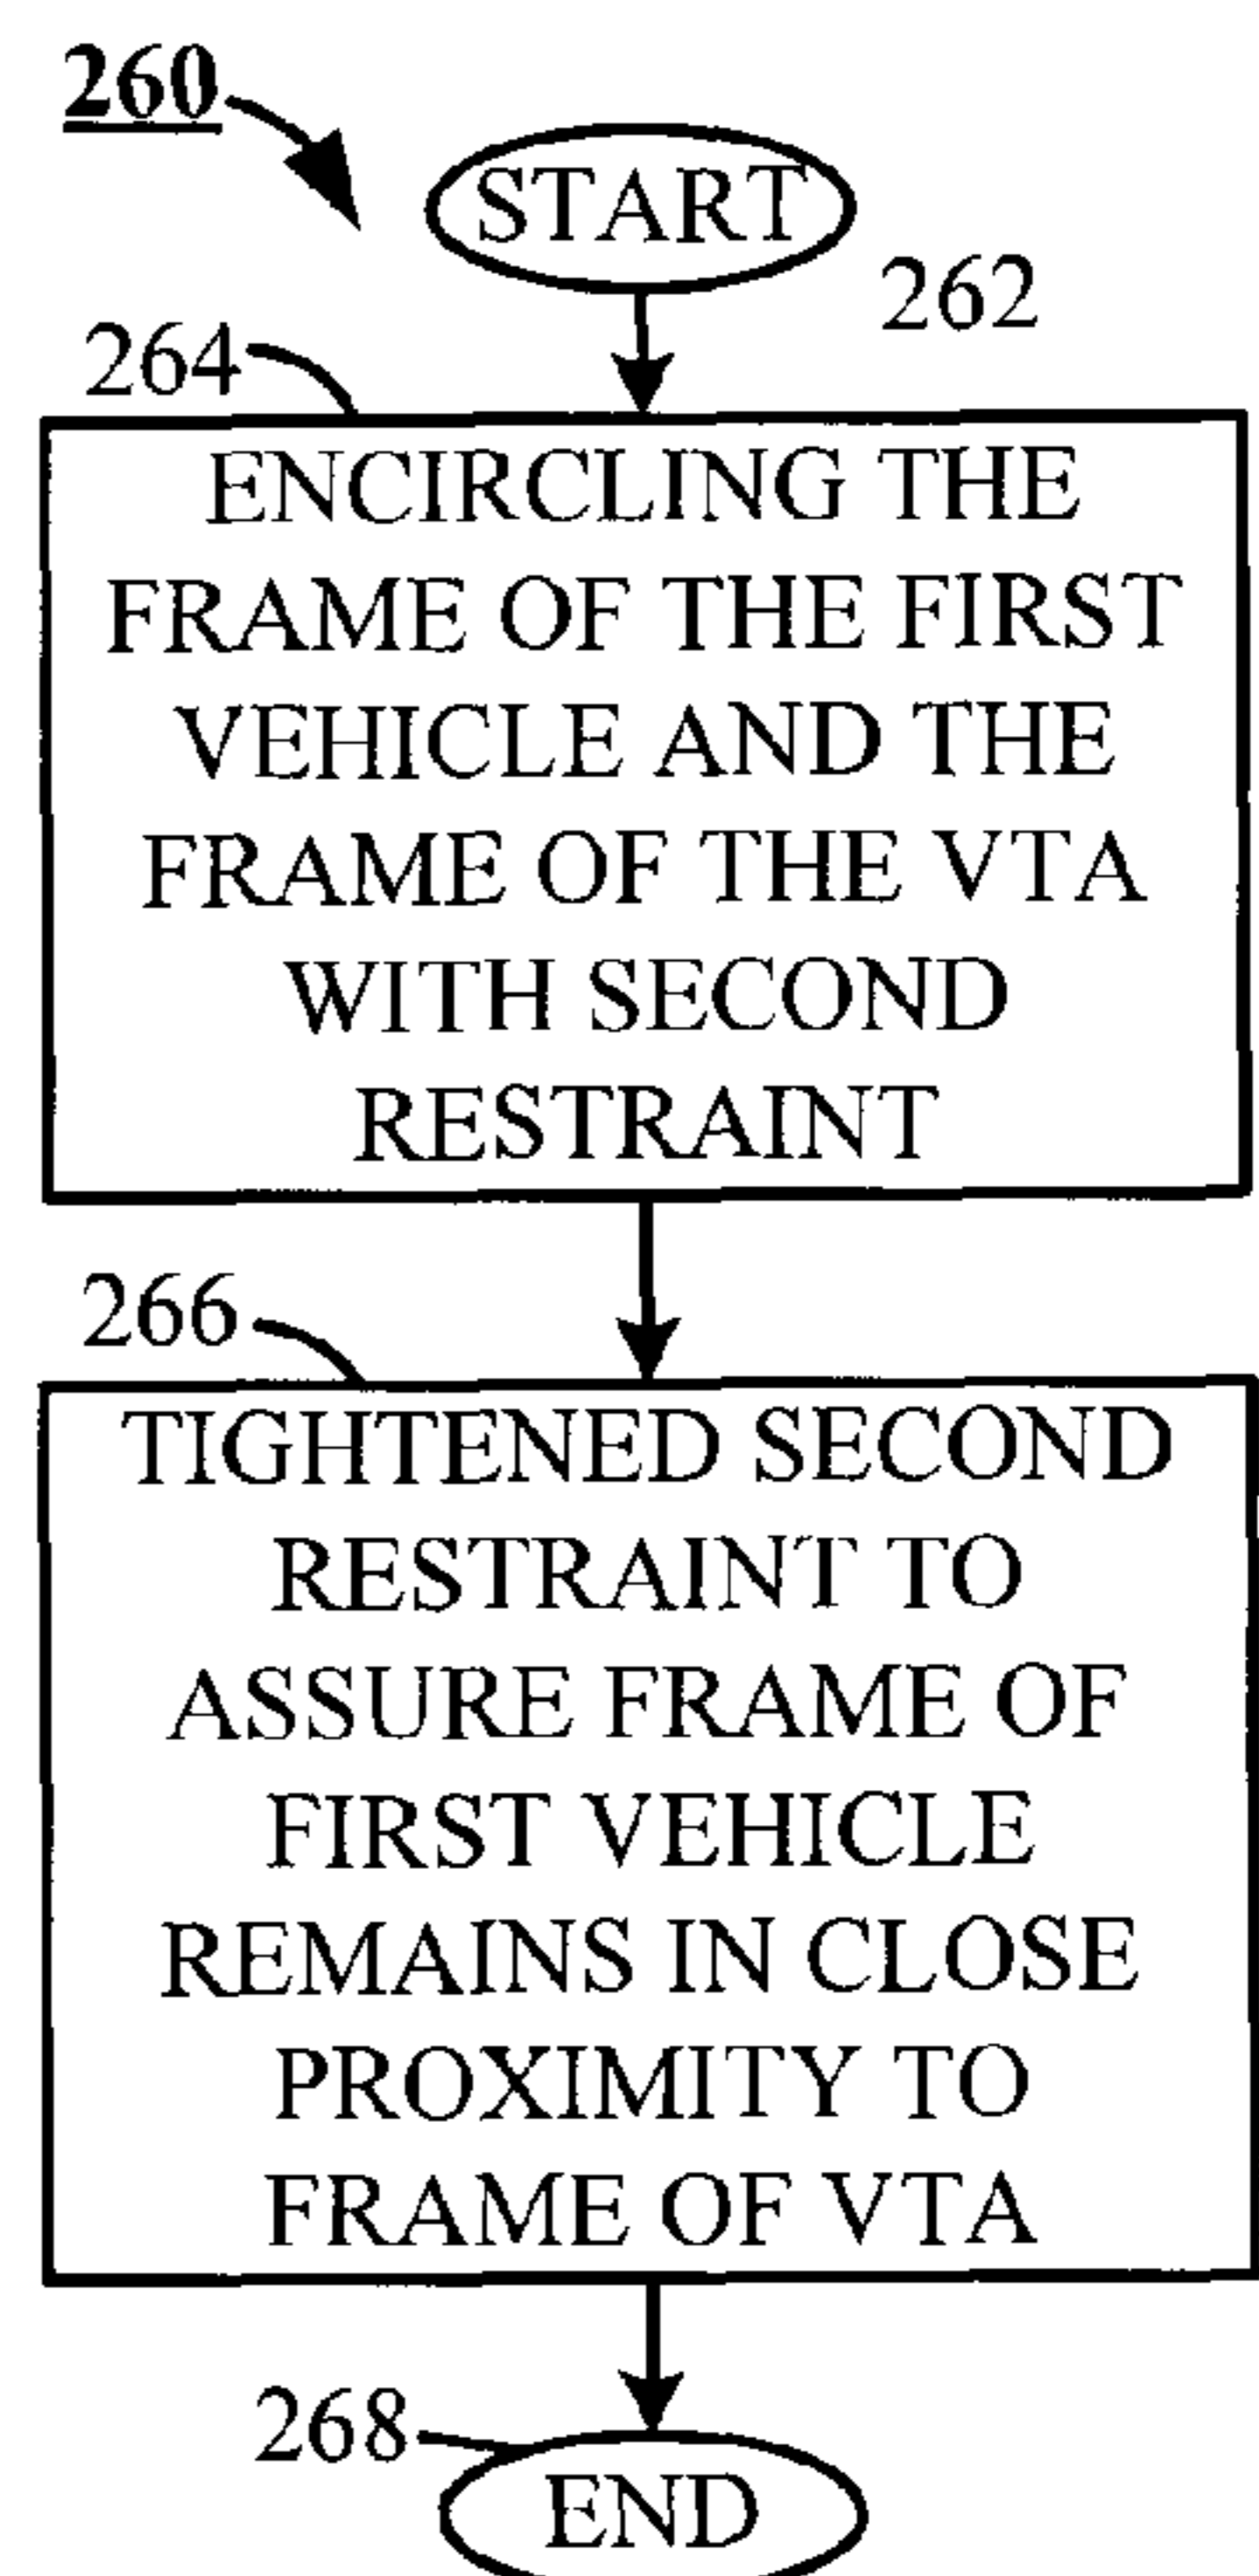 260
START
262
264
ENCIRCLING THE
FRAME OF THE FIRST
VEHICLE AND THE
FRAME OF THE VTA
WITH SECOND
RESTRAINT
266
TIGHTENED SECOND
RESTRAINT TO
ASSURE FRAME OF
FIRST VEHICLE
REMAINS IN CLOSE
PROXIMITY TO
FRAME OF VTA
268
END